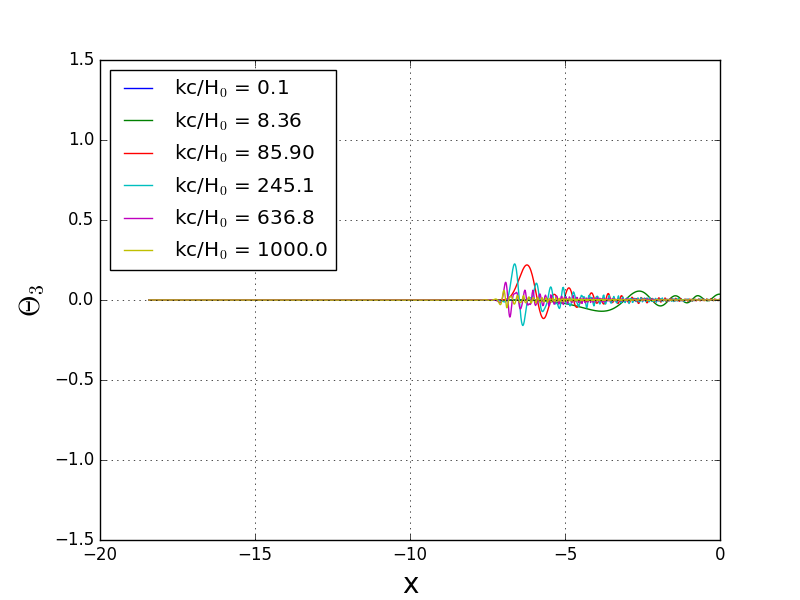 1.5
kc/H₀ = 0.1
kc/H₀ = 8.36
kc/H₀ = 85.90
kc/H₀ = 245.1
kc/H₀ = 636.8
kc/H₀ = 1000.0
1.0
0.5
0.0
−0.5
−1.0
−1.5
Θ₃
−20 −15 −10 −5 0
x